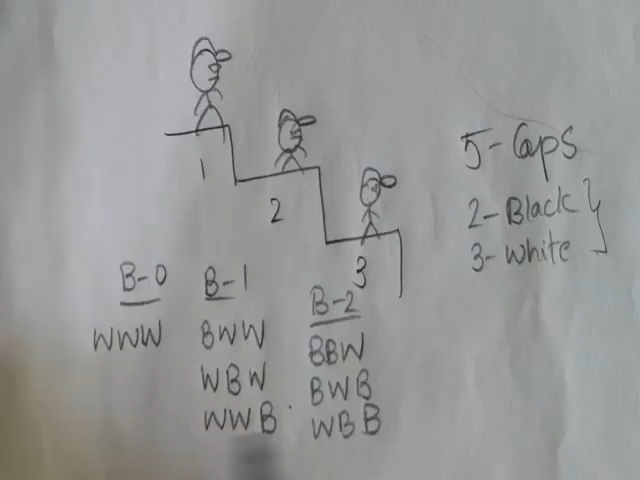 1
2
3
5-Caps
2-Black }
3-White
B-0
WWW
B-1
BWW
WBW
WWB.
B-2
BBW
BWB
WBB